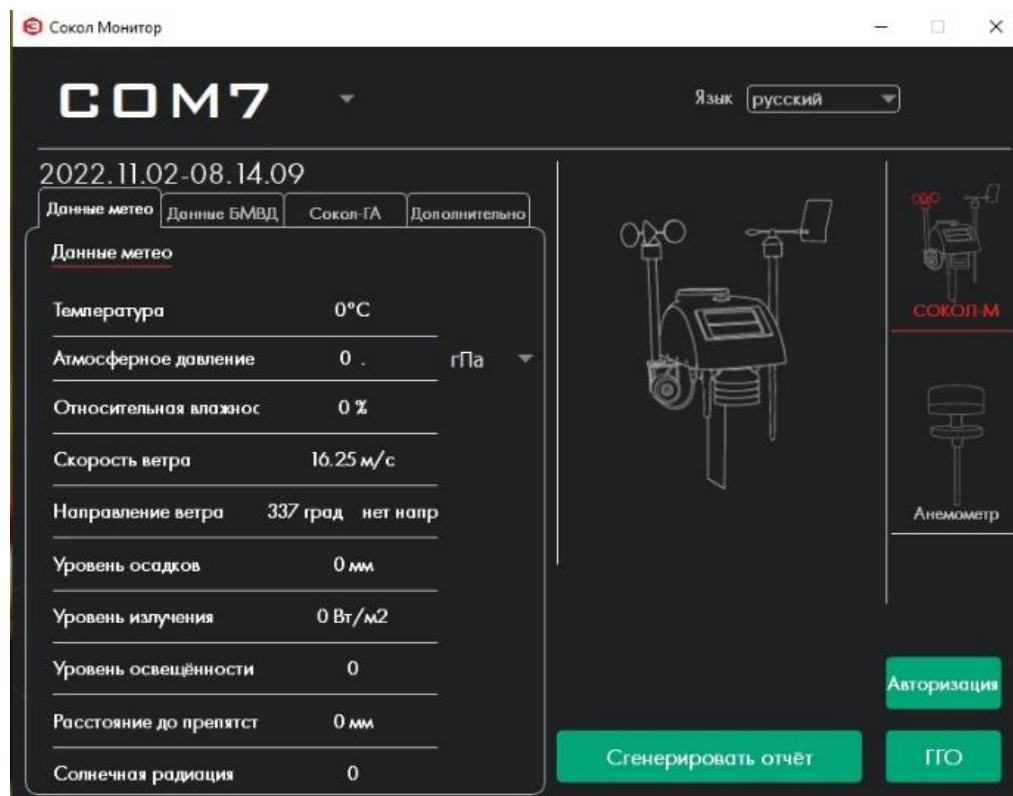 Сокол Монитор
COM7
Язык русский
2022.11.02-08.14.09
Данные метео Данные БМВД Сокол-ГА Дополнительно
Данные метео
Температура 0°C
Атмосферное давление 0 . гПа
Относительная влажнос 0 %
Скорость ветра 16.25 м/с
Направление ветра 337 град нет напр
Уровень осадков 0 мм
Уровень излучения 0 Вт/м2
Уровень освещённости 0
Расстояние до препятст 0 мм
Солнечная радиация 0
СОКОЛ-М
Анемометр
Авторизация
Сгенерировать отчёт
ГГО